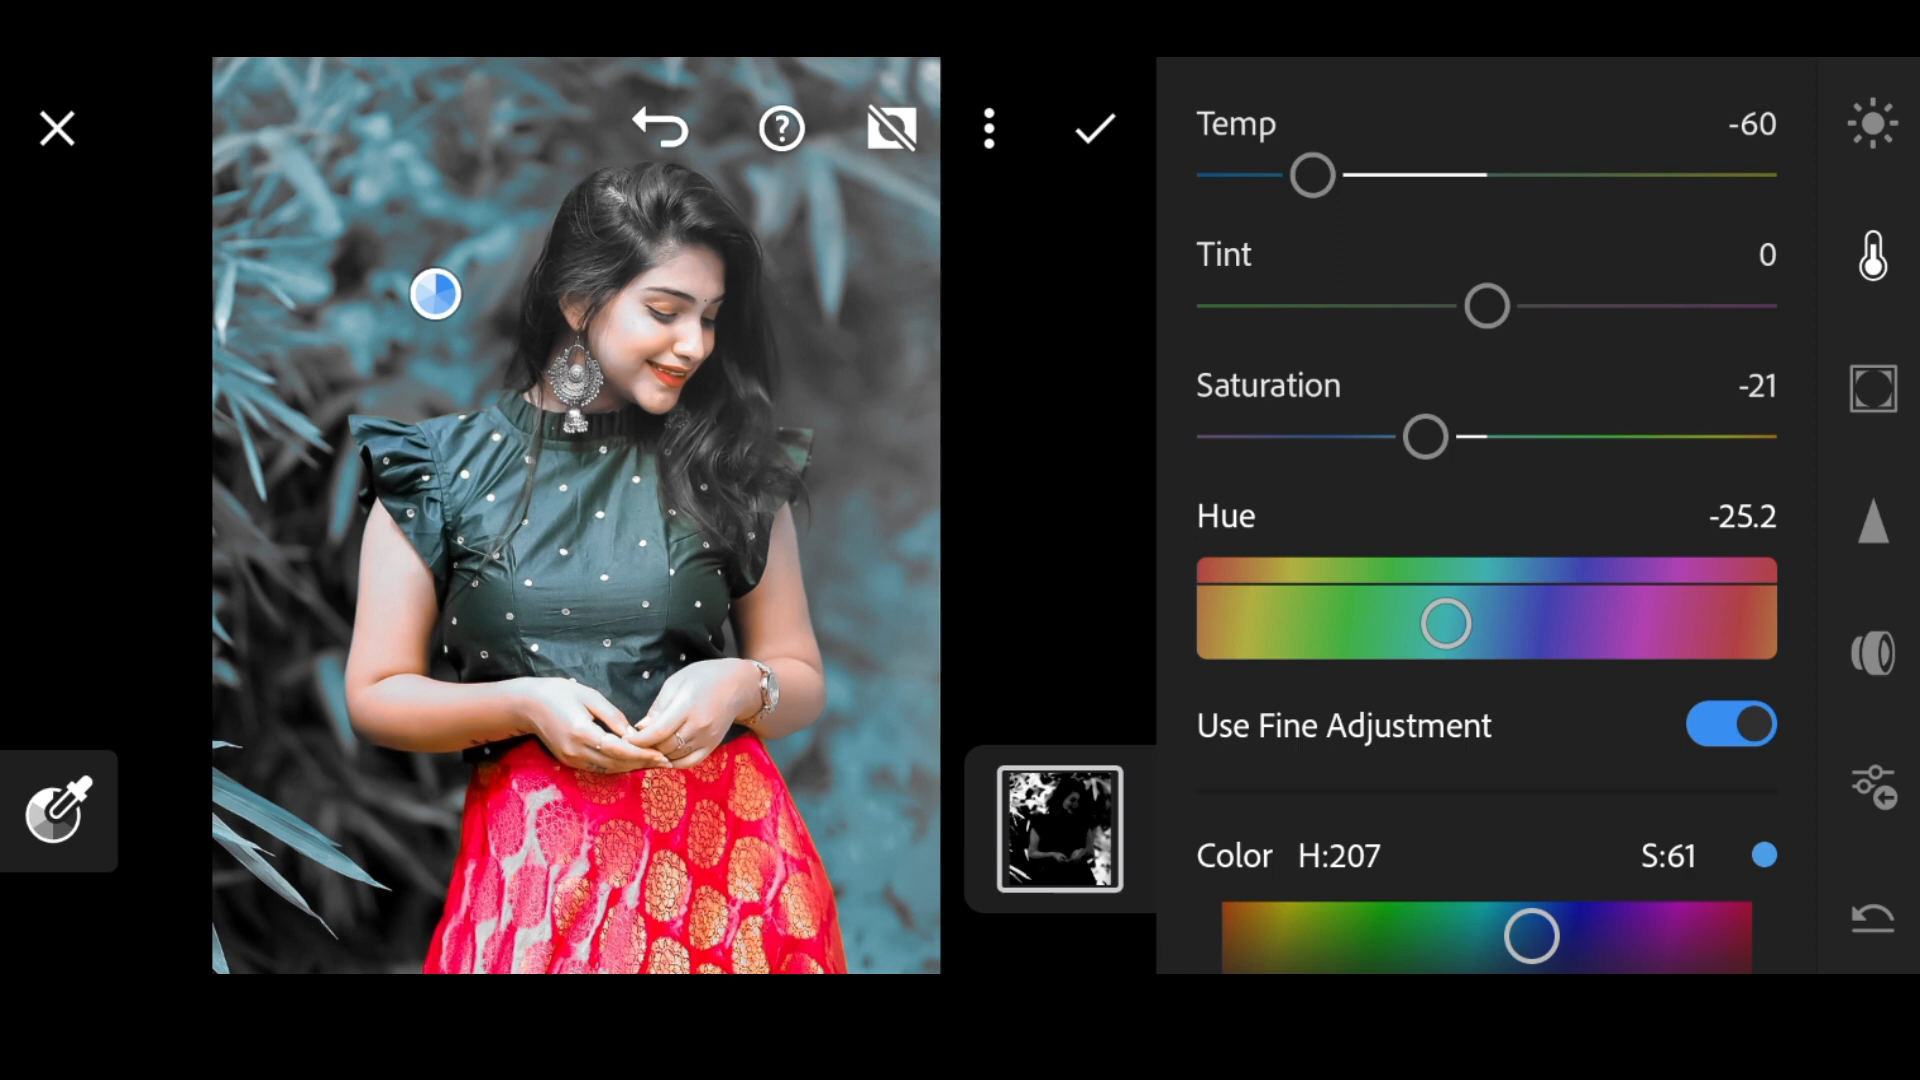 Temp -60
Tint 0
Saturation -21
Hue -25.2
Use Fine Adjustment
Color H:207 S:61